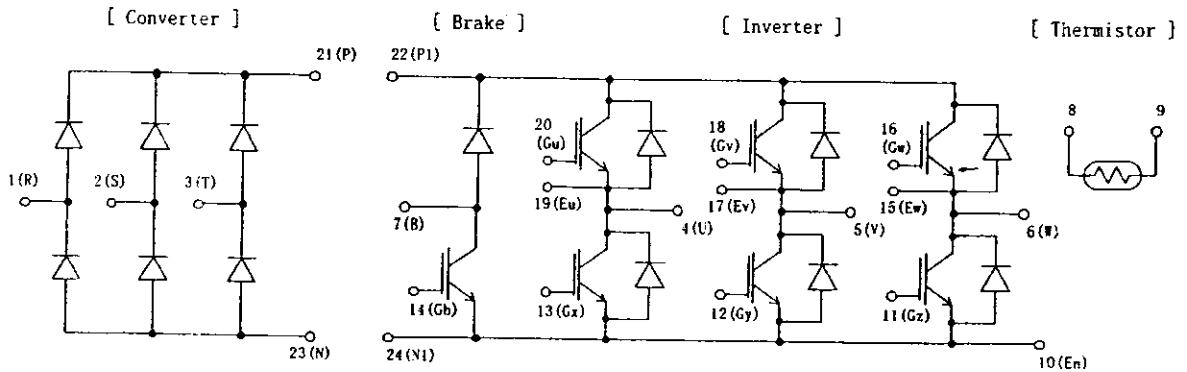 [ Converter ]
[ Brake ]
[ Inverter ]
[ Thermistor ]
21(P)
22(P1)
8
9
20
(Gu)
18
(Gv)
16
(Gw)
1(R)
2(S)
3(T)
19(Eu)
17(Ev)
15(Ew)
7(B)
4(U)
5(V)
6(W)
14(Gb)
13(Gx)
12(Gy)
11(Gz)
23(N)
24(N1)
10(En)